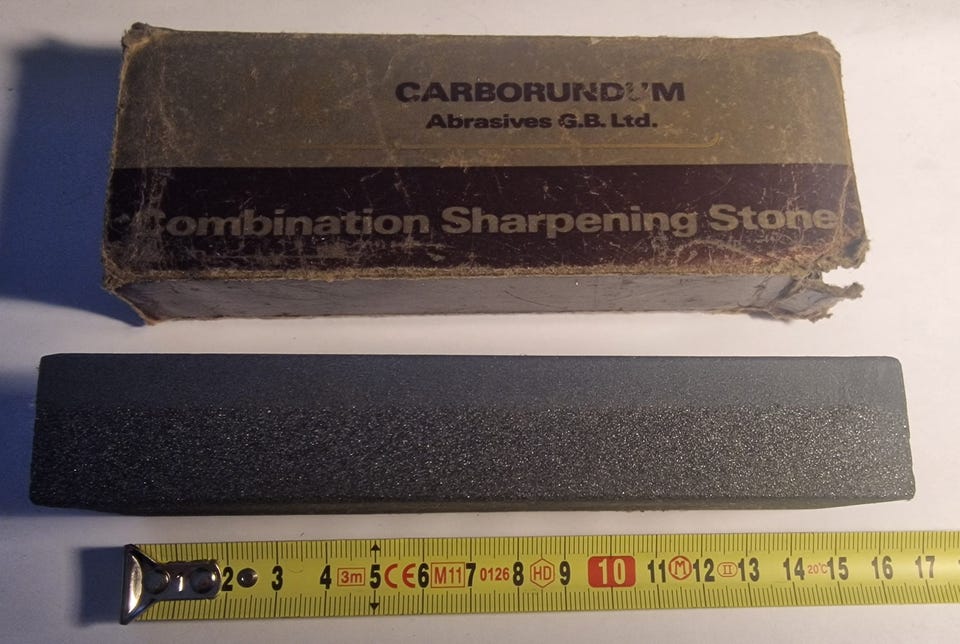 CARBORUNDUM
Abrasives G.B. Ltd.
Combination Sharpening Stone
1 2 3 4 3m 5 CE 6 M11 7 0126 8 HD 9 10 11 M 12 II 13 14 20°C 15 16 17